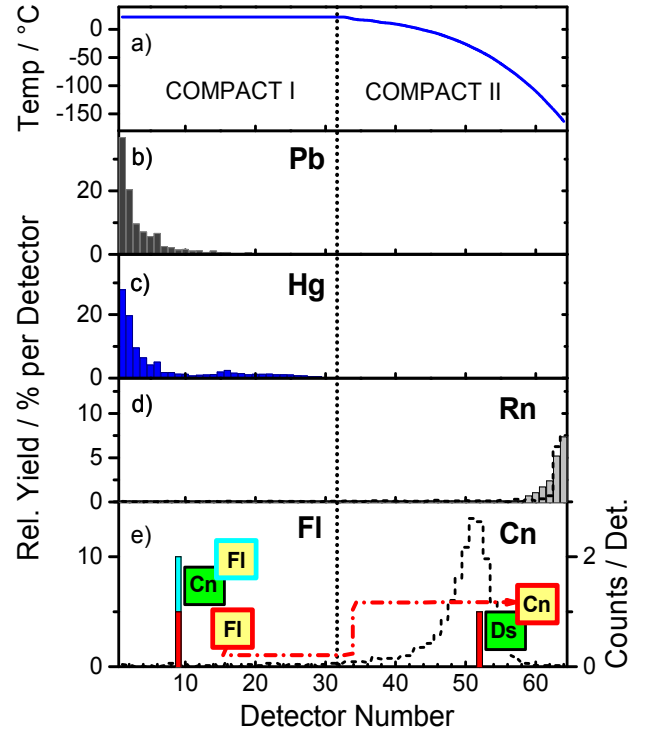 Temp / °C
0
-50
-100
-150
a)
COMPACT I
COMPACT II
Rel. Yield / % per Detector
20
0
b)
Pb
20
0
c)
Hg
10
5
0
d)
Rn
10
5
0
e)
Fl
Cn
Fl
Cn
Fl
Cn
Ds
2
1
0
Counts / Det.
10
20
30
40
50
60
Detector Number